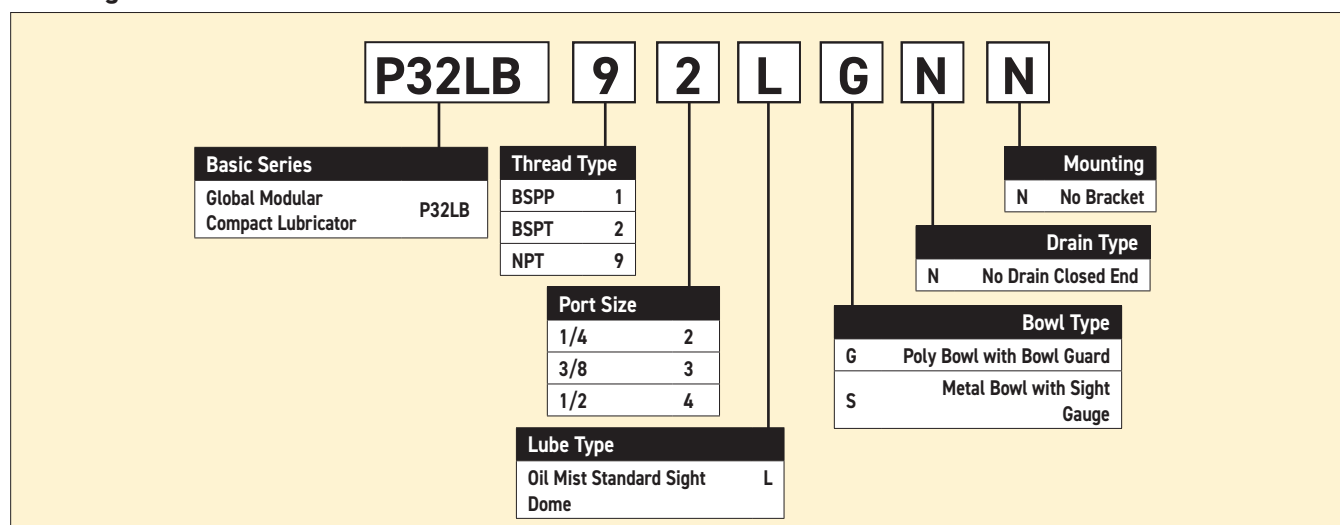 P32LB 9 2 L G N N
Basic Series
Global Modular
Compact Lubricator P32LB
Thread Type
BSPP 1
BSPT 2
NPT 9
Mounting
N No Bracket
Drain Type
N No Drain Closed End
Port Size
1/4 2
3/8 3
1/2 4
Bowl Type
G Poly Bowl with Bowl Guard
S Metal Bowl with Sight
Gauge
Lube Type
Oil Mist Standard Sight L
Dome